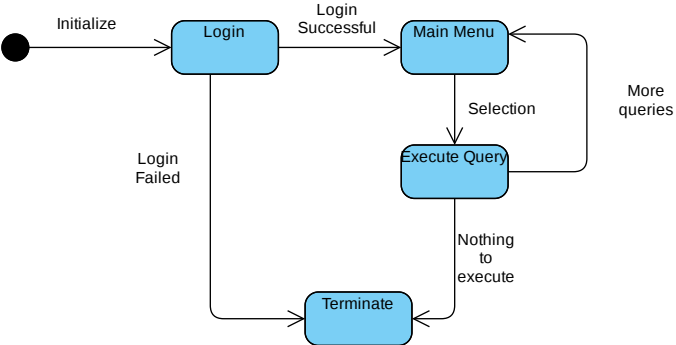 Initialize
Login
Login
Successful
Main Menu
More
queries
Selection
Login
Failed
Execute Query
Nothing
to
execute
Terminate